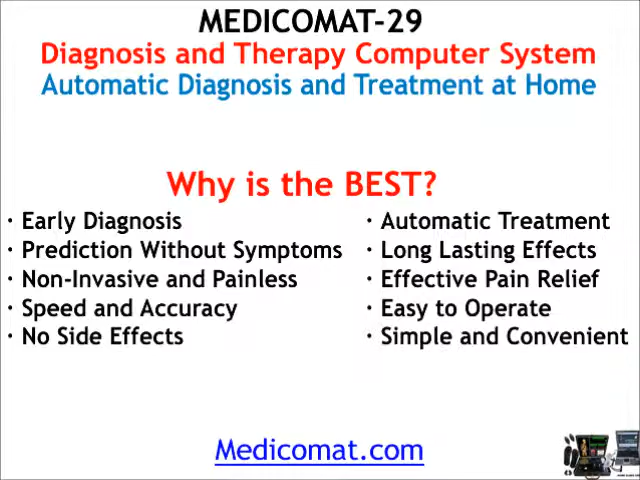 MEDICOMAT-29
Diagnosis and Therapy Computer System
Automatic Diagnosis and Treatment at Home
Why is the BEST?
· Early Diagnosis
· Prediction Without Symptoms
· Non-Invasive and Painless
· Speed and Accuracy
· No Side Effects
· Automatic Treatment
· Long Lasting Effects
· Effective Pain Relief
· Easy to Operate
· Simple and Convenient
Medicomat.com